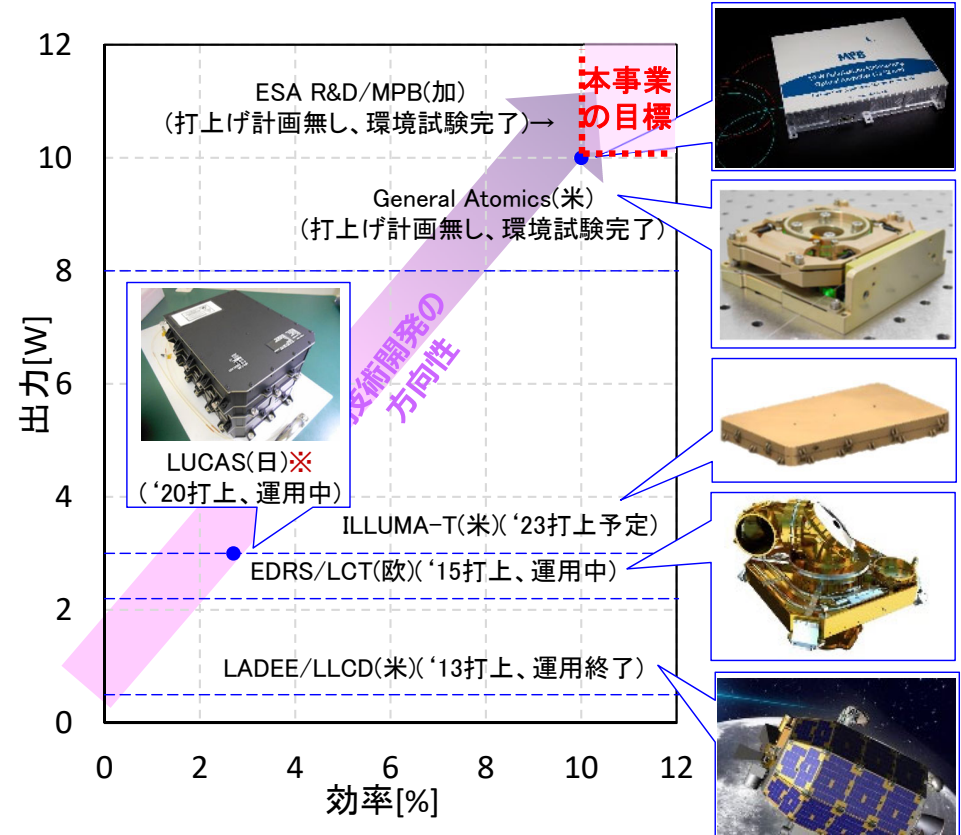 12
10
8
6
4
2
0
出力[W]
0 2 4 6 8 10 12
効率[%]
ESA R&D/MPB(加)
(打上げ計画無し、環境試験完了)→
本事業
の目標
General Atomics(米)
(打上げ計画無し、環境試験完了)
技術開発の
方向性
LUCAS(日)※
(‘20打上、運用中)
ILLUMA-T(米)(‘23打上予定)
EDRS/LCT(欧)(‘15打上、運用中)
LADEE/LLCD(米)(‘13打上、運用終了)
MPB